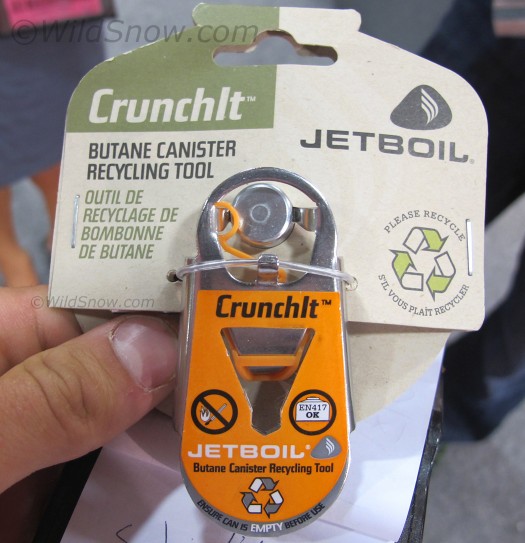 ©WildSnow.com
CrunchIt™
BUTANE CANISTER
RECYCLING TOOL
OUTIL DE
RECYCLAGE DE
BOMBONNE
DE BUTANE
JETBOIL®
PLEASE RECYCLE
S'IL VOUS PLAÎT RECYCLER
©WildSnow.com
CrunchIt™
EN417
OK
JETBOIL®
Butane Canister Recycling Tool
ENSURE CAN IS EMPTY BEFORE USE